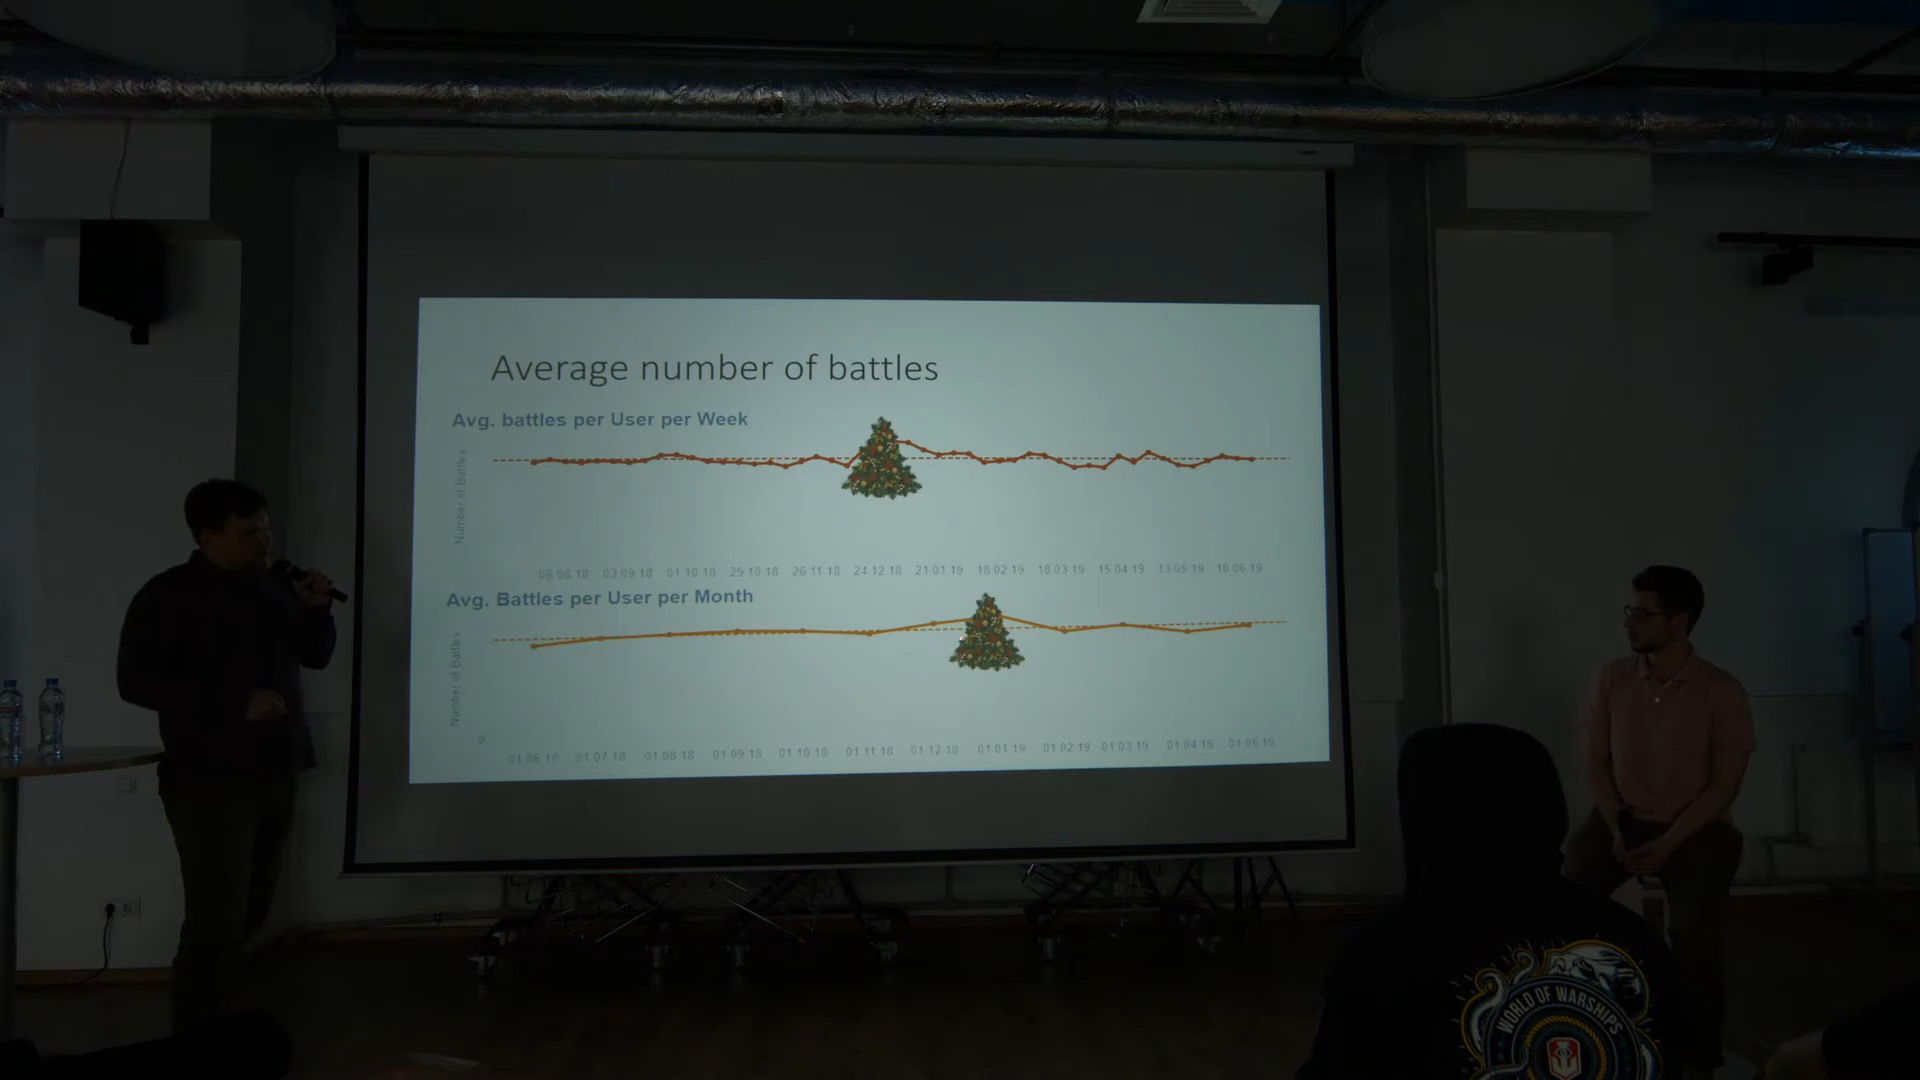 Average number of battles
Avg. battles per User per Week
Number of Battles
06 08 18 03 09 18 01 10 18 29 10 18 26 11 18 24 12 18 21 01 19 18 02 19 18 03 19 15 04 19 13 05 19 10 06 19
Avg. Battles per User per Month
Number of Battles
0
01 06 18 01 07 18 01 08 18 01 09 18 01 10 18 01 11 18 01 12 18 01 01 19 01 02 19 01 03 19 01 04 19 01 05 19
WORLD OF WARSHIPS